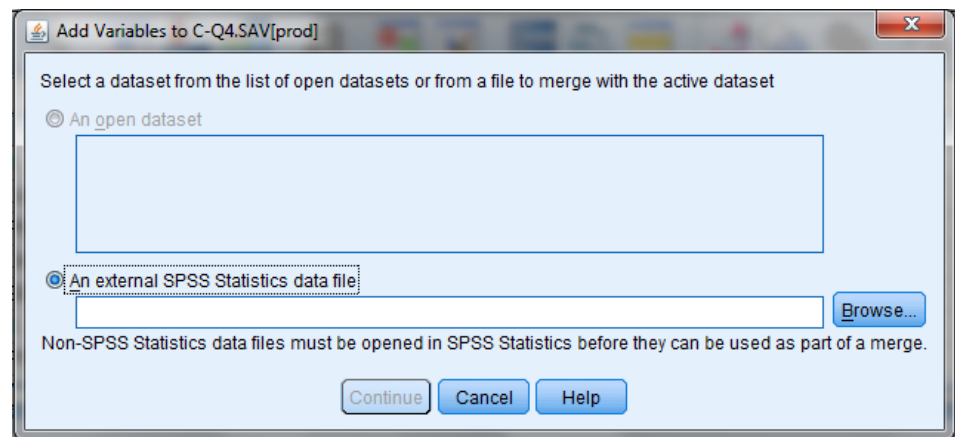 Add Variables to C-Q4.SAV[prod]
Select a dataset from the list of open datasets or from a file to merge with the active dataset
An open dataset
An external SPSS Statistics data file
Browse...
Non-SPSS Statistics data files must be opened in SPSS Statistics before they can be used as part of a merge.
Continue Cancel Help